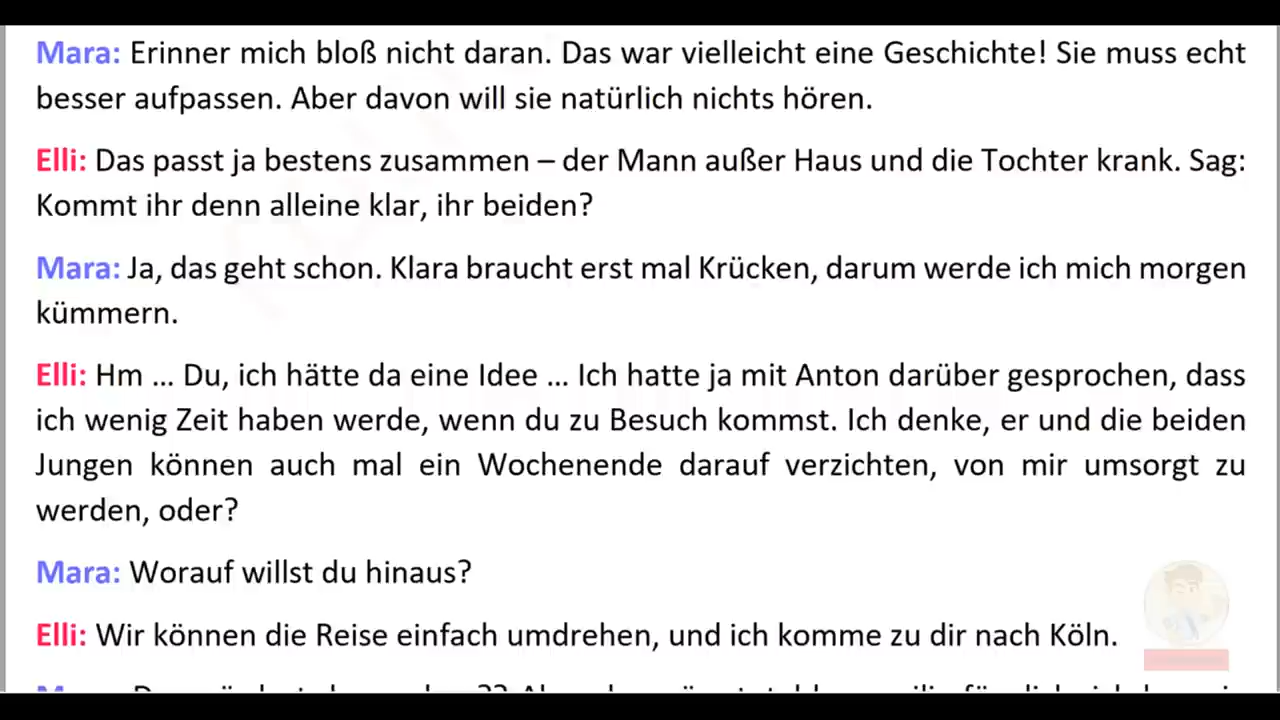 Mara: Erinner mich bloß nicht daran. Das war vielleicht eine Geschichte! Sie muss echt
besser aufpassen. Aber davon will sie natürlich nichts hören.
Elli: Das passt ja bestens zusammen – der Mann außer Haus und die Tochter krank. Sag:
Kommt ihr denn alleine klar, ihr beiden?
Mara: Ja, das geht schon. Klara braucht erst mal Krücken, darum werde ich mich morgen
kümmern.
Elli: Hm ... Du, ich hätte da eine Idee ... Ich hatte ja mit Anton darüber gesprochen, dass
ich wenig Zeit haben werde, wenn du zu Besuch kommst. Ich denke, er und die beiden
Jungen können auch mal ein Wochenende darauf verzichten, von mir umsorgt zu
werden, oder?
Mara: Worauf willst du hinaus?
Elli: Wir können die Reise einfach umdrehen, und ich komme zu dir nach Köln.